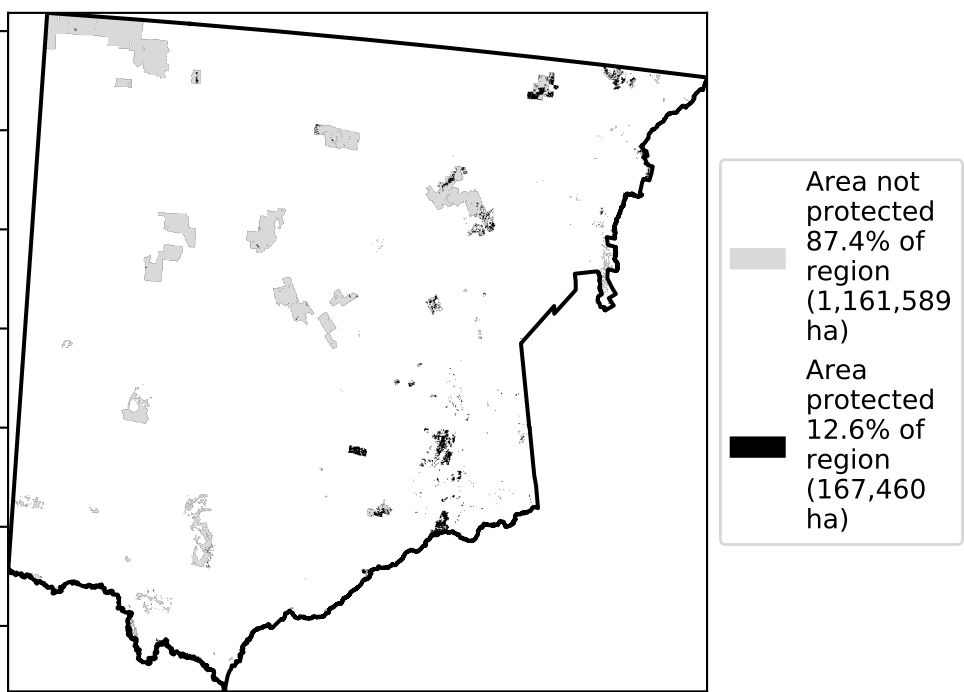 Area not
protected
87.4% of
region
(1,161,589
ha)
Area
protected
12.6% of
region
(167,460
ha)